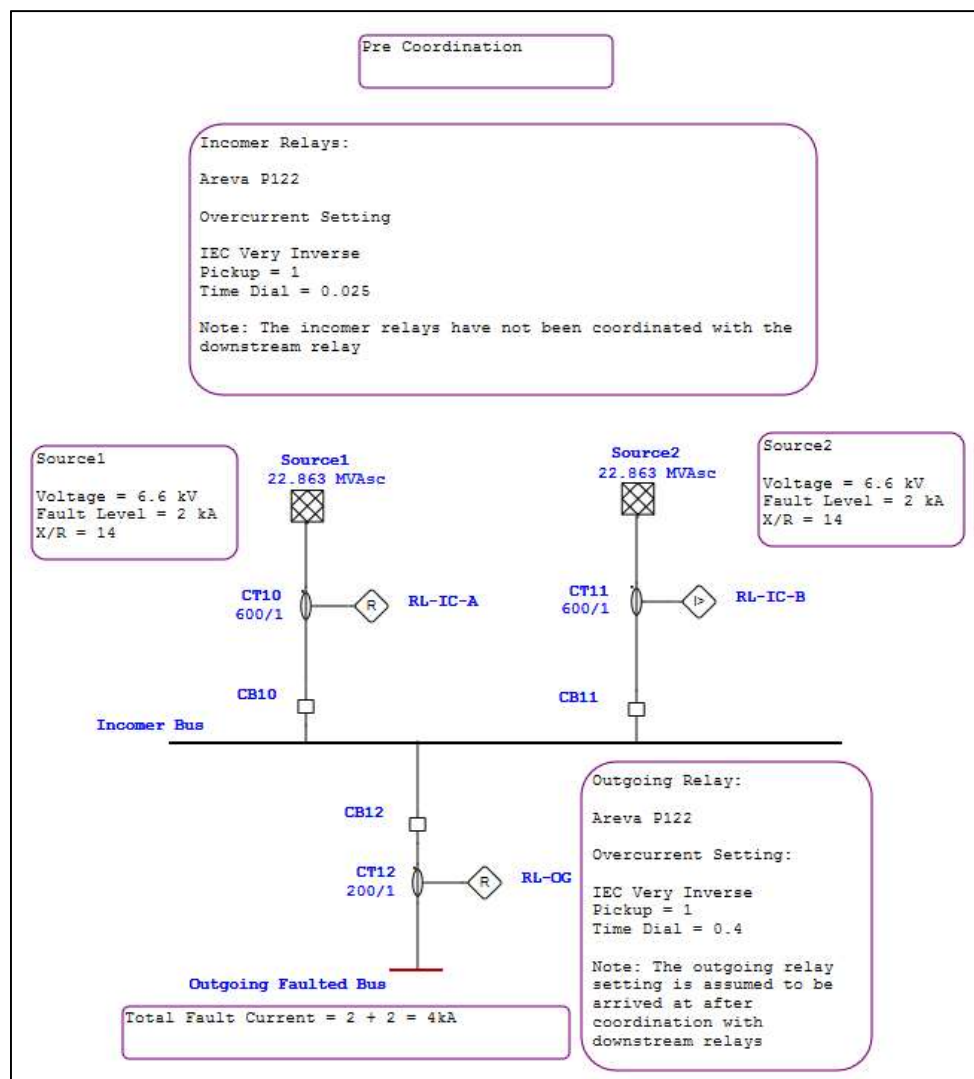 Pre Coordination
Incomer Relays:
Areva P122
Overcurrent Setting
IEC Very Inverse
Pickup = 1
Time Dial = 0.025
Note: The incomer relays have not been coordinated with the
downstream relay
Source1
Voltage = 6.6 kV
Fault Level = 2 kA
X/R = 14
Source1
22.863 MVAsc
Source2
22.863 MVAsc
Source2
Voltage = 6.6 kV
Fault Level = 2 kA
X/R = 14
CT10
600/1
R
RL-IC-A
CT11
600/1
I>
RL-IC-B
CB10
CB11
Incomer Bus
CB12
CT12
200/1
R
RL-OG
Outgoing Relay:
Areva P122
Overcurrent Setting:
IEC Very Inverse
Pickup = 1
Time Dial = 0.4
Note: The outgoing relay
setting is assumed to be
arrived at after
coordination with
downstream relays
Outgoing Faulted Bus
Total Fault Current = 2 + 2 = 4kA